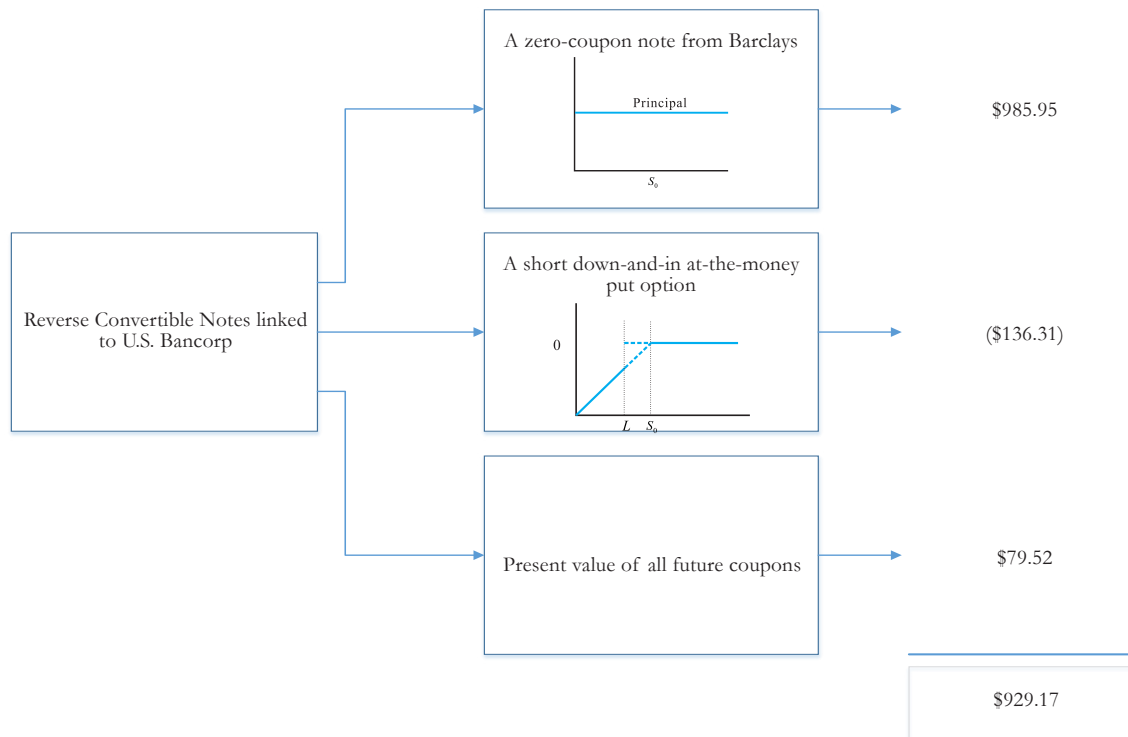 A zero-coupon note from Barclays
Principal
S₀
$985.95
Reverse Convertible Notes linked
to U.S. Bancorp
A short down-and-in at-the-money
put option
0
L S₀
($136.31)
Present value of all future coupons
$79.52
$929.17